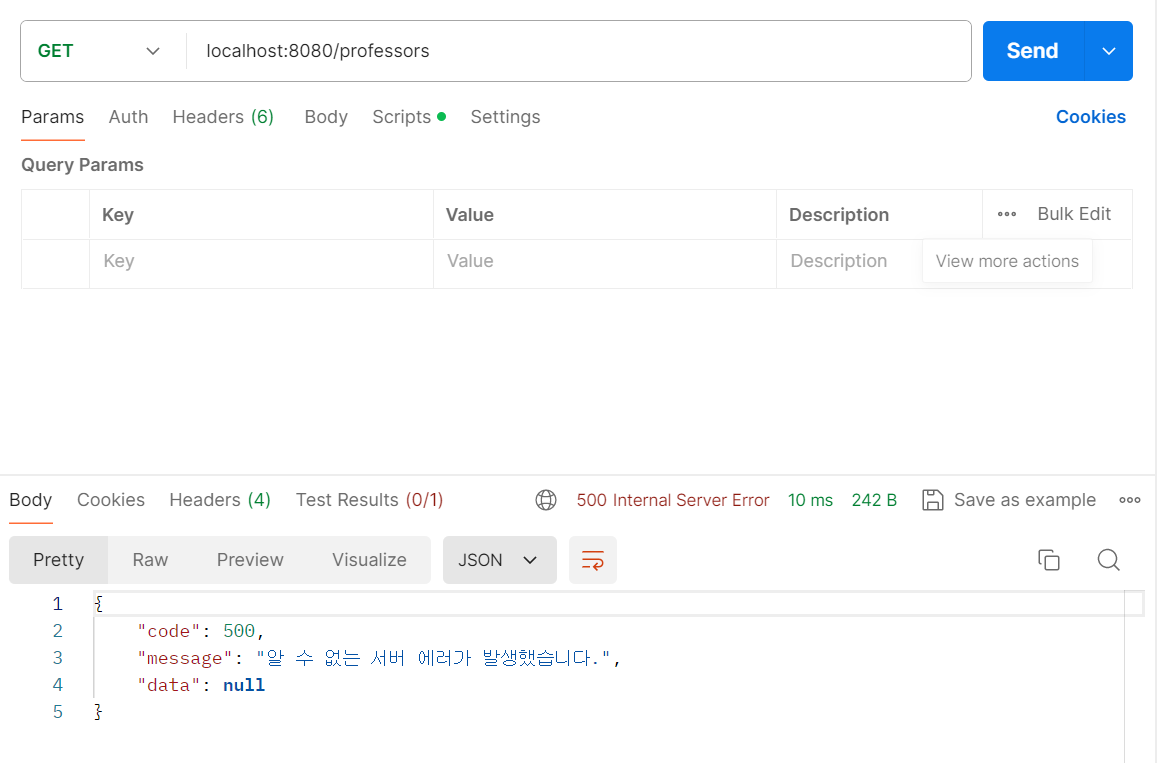 GET localhost:8080/professors Send
Params Auth Headers (6) Body Scripts Settings Cookies
Query Params
Key Value Description Bulk Edit
Key Value Description View more actions
Body Cookies Headers (4) Test Results (0/1) 500 Internal Server Error 10 ms 242 B Save as example
Pretty Raw Preview Visualize JSON
1 {
2 "code": 500,
3 "message": "알 수 없는 서버 에러가 발생했습니다.",
4 "data": null
5 }